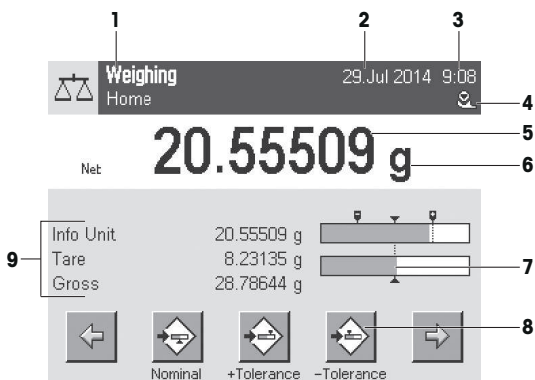 1 2 3
Weighing 29.Jul 2014 9:08
Home
4
5
Net 20.55509 g
6
Info Unit 20.55509 g
9 Tare 8.23135 g 7
Gross 28.78644 g
8
Nominal +Tolerance -Tolerance